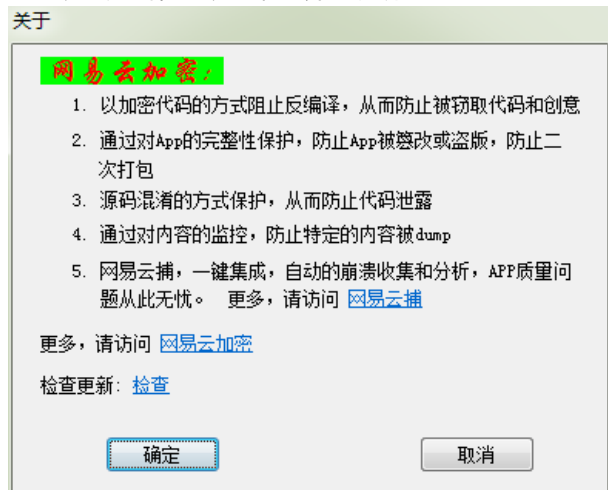 关于
网易云加密:
1. 以加密代码的方式阻止反编译，从而防止被窃取代码和创意
2. 通过对App的完整性保护，防止App被篡改或盗版，防止二
次打包
3. 源码混淆的方式保护，从而防止代码泄露
4. 通过对内容的监控，防止特定的内容被dump
5. 网易云捕，一键集成，自动的崩溃收集和分析，APP质量问
题从此无忧。 更多，请访问 网易云捕
更多，请访问 网易云加密
检查更新: 检查
确定 取消